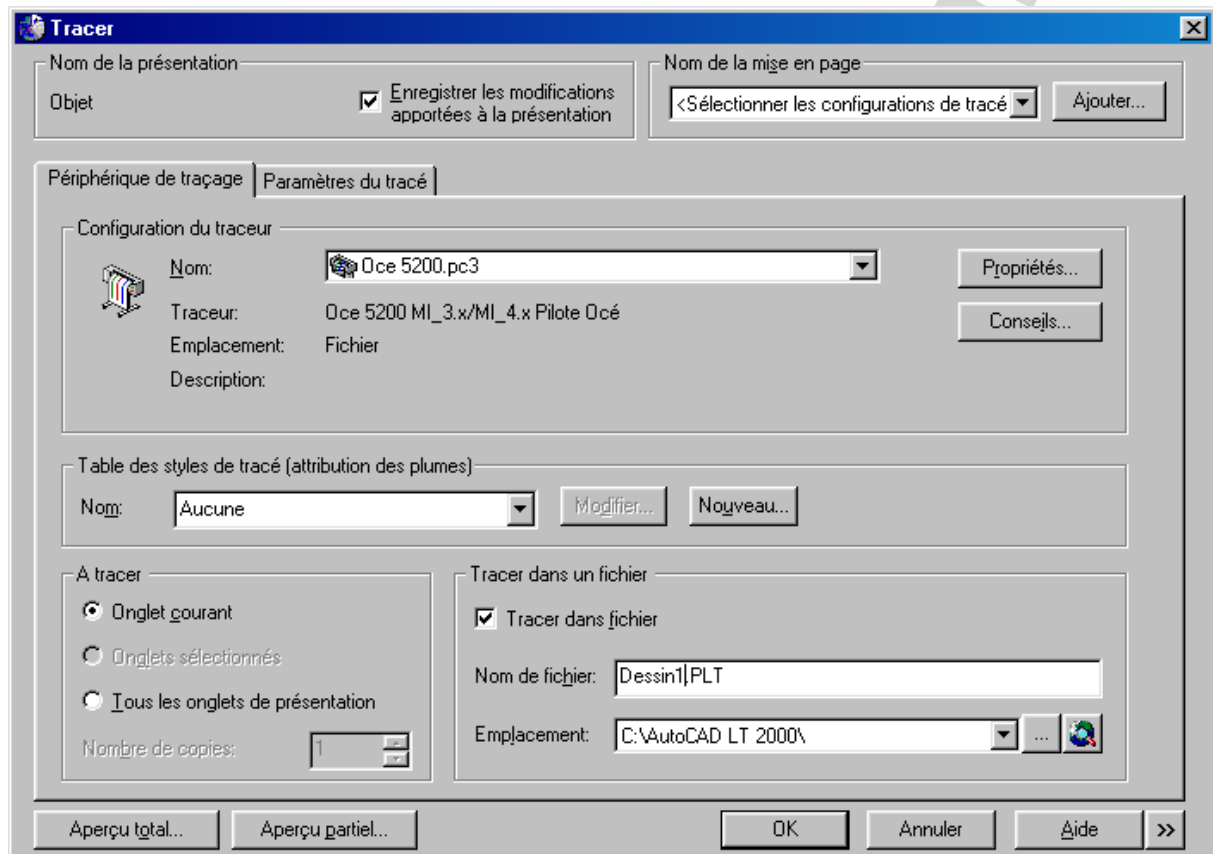 Tracer
Nom de la présentation
Objet
Enregistrer les modifications
apportées à la présentation
Nom de la mise en page
<Sélectionner les configurations de tracé
Ajouter...
Périphérique de traçage
Paramètres du tracé
Configuration du traceur
Nom:
Oce 5200.pc3
Propriétés...
Traceur:
Oce 5200 MI_3.x/MI_4.x Pilote Océ
Conseils...
Emplacement:
Fichier
Description:
Table des styles de tracé (attribution des plumes)
Nom:
Aucune
Modifier...
Nouveau...
A tracer
Onglet courant
Onglets sélectionnés
Tous les onglets de présentation
Nombre de copies:
1
Tracer dans un fichier
Tracer dans fichier
Nom de fichier:
Dessin1.PLT
Emplacement:
C:\AutoCAD LT 2000\
...
Aperçu total...
Aperçu partiel...
OK
Annuler
Aide
>>